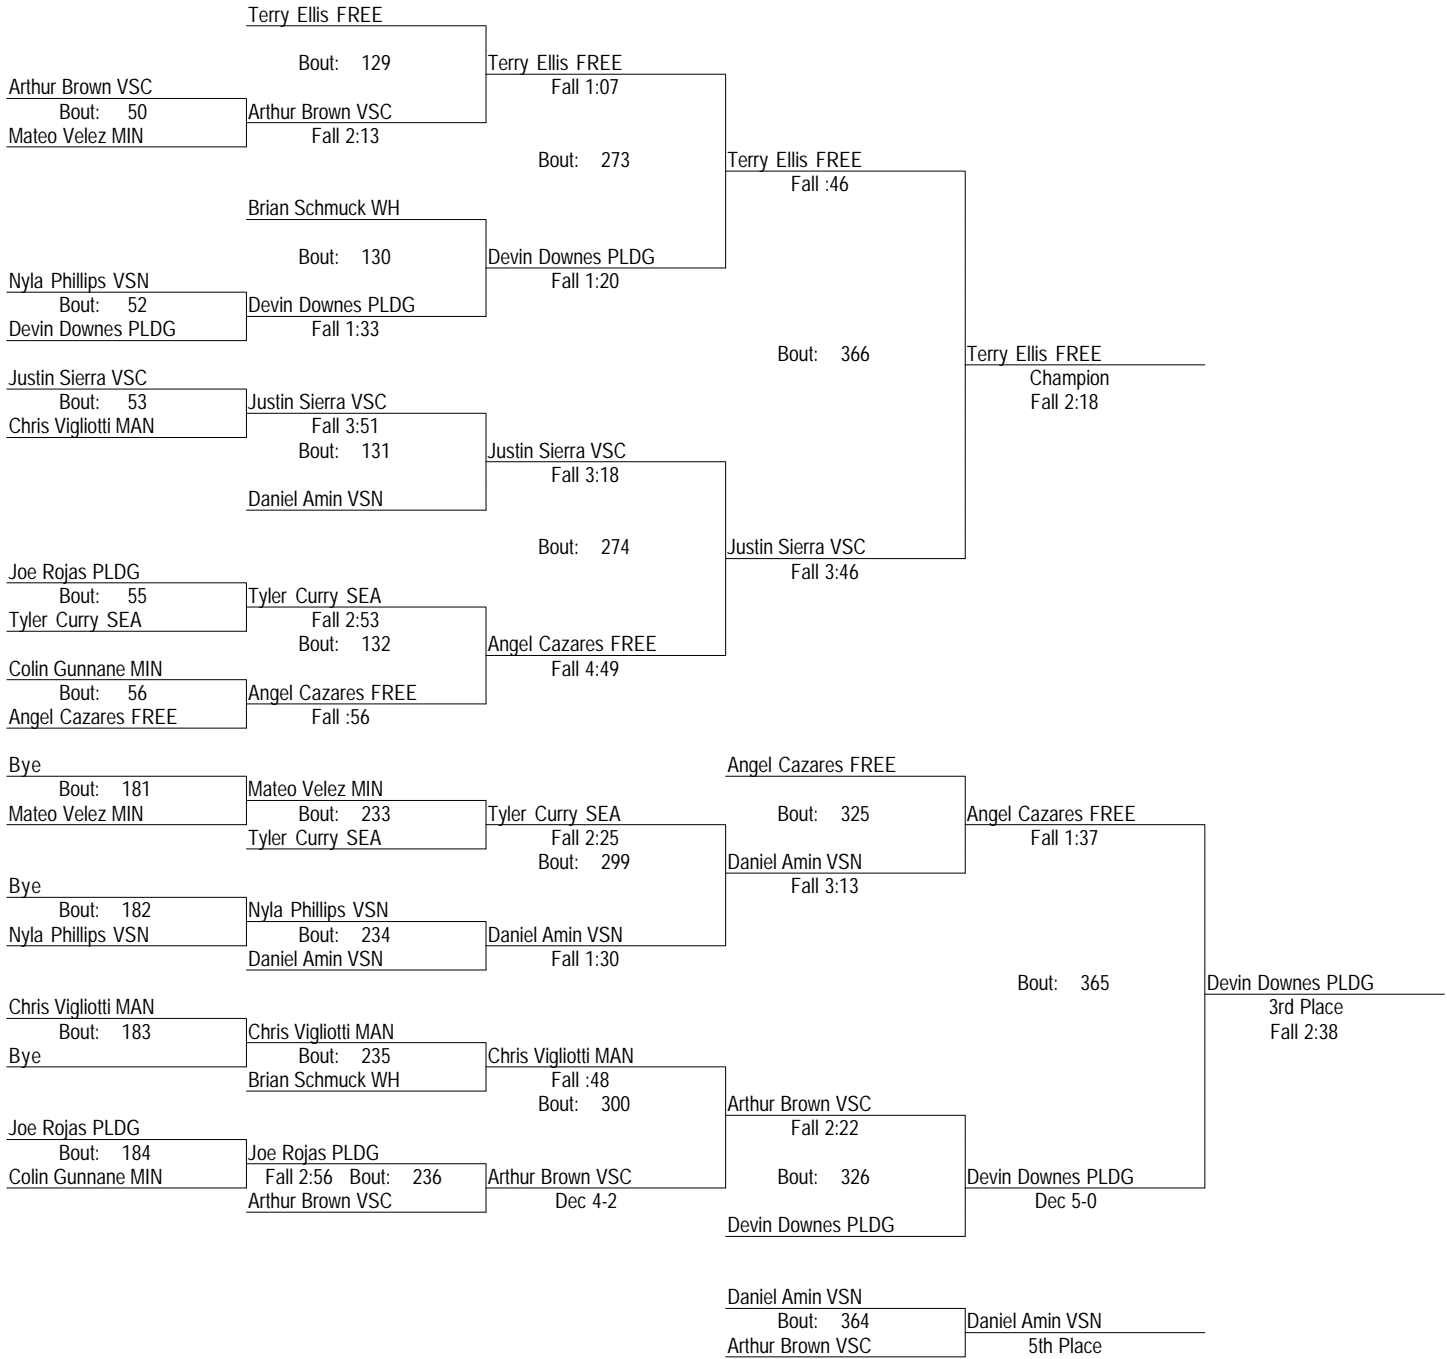 Terry Ellis FREE
Bout: 129 Terry Ellis FREE
Arthur Brown VSC Fall 1:07
Bout: 50 Arthur Brown VSC
Mateo Velez MIN Fall 2:13
Bout: 273 Terry Ellis FREE
Fall :46
Brian Schmuck WH
Bout: 130 Devin Downes PLDG
Nyla Phillips VSN Fall 1:20
Bout: 52 Devin Downes PLDG
Devin Downes PLDG Fall 1:33
Bout: 366 Terry Ellis FREE
Justin Sierra VSC Champion
Bout: 53 Justin Sierra VSC Fall 2:18
Chris Vigliotti MAN Fall 3:51
Bout: 131 Justin Sierra VSC
Fall 3:18
Daniel Amin VSN
Bout: 274 Justin Sierra VSC
Joe Rojas PLDG Fall 3:46
Bout: 55 Tyler Curry SEA
Tyler Curry SEA Fall 2:53
Bout: 132 Angel Cazares FREE
Colin Gunnane MIN Fall 4:49
Bout: 56 Angel Cazares FREE
Angel Cazares FREE Fall :56
Bye Angel Cazares FREE
Bout: 181 Mateo Velez MIN
Mateo Velez MIN Bout: 233 Tyler Curry SEA Bout: 325 Angel Cazares FREE
Tyler Curry SEA Fall 2:25 Fall 1:37
Bout: 299 Daniel Amin VSN
Bye Fall 3:13
Bout: 182 Nyla Phillips VSN
Nyla Phillips VSN Bout: 234 Daniel Amin VSN
Daniel Amin VSN Fall 1:30
Bout: 365 Devin Downes PLDG
Chris Vigliotti MAN 3rd Place
Bout: 183 Chris Vigliotti MAN Fall 2:38
Bye Bout: 235 Chris Vigliotti MAN
Brian Schmuck WH Fall :48
Bout: 300 Arthur Brown VSC
Joe Rojas PLDG Fall 2:22
Bout: 184 Joe Rojas PLDG
Colin Gunnane MIN Fall 2:56 Bout: 236 Arthur Brown VSC Bout: 326 Devin Downes PLDG
Arthur Brown VSC Dec 4-2 Dec 5-0
Devin Downes PLDG
Daniel Amin VSN
Bout: 364 Daniel Amin VSN
Arthur Brown VSC 5th Place